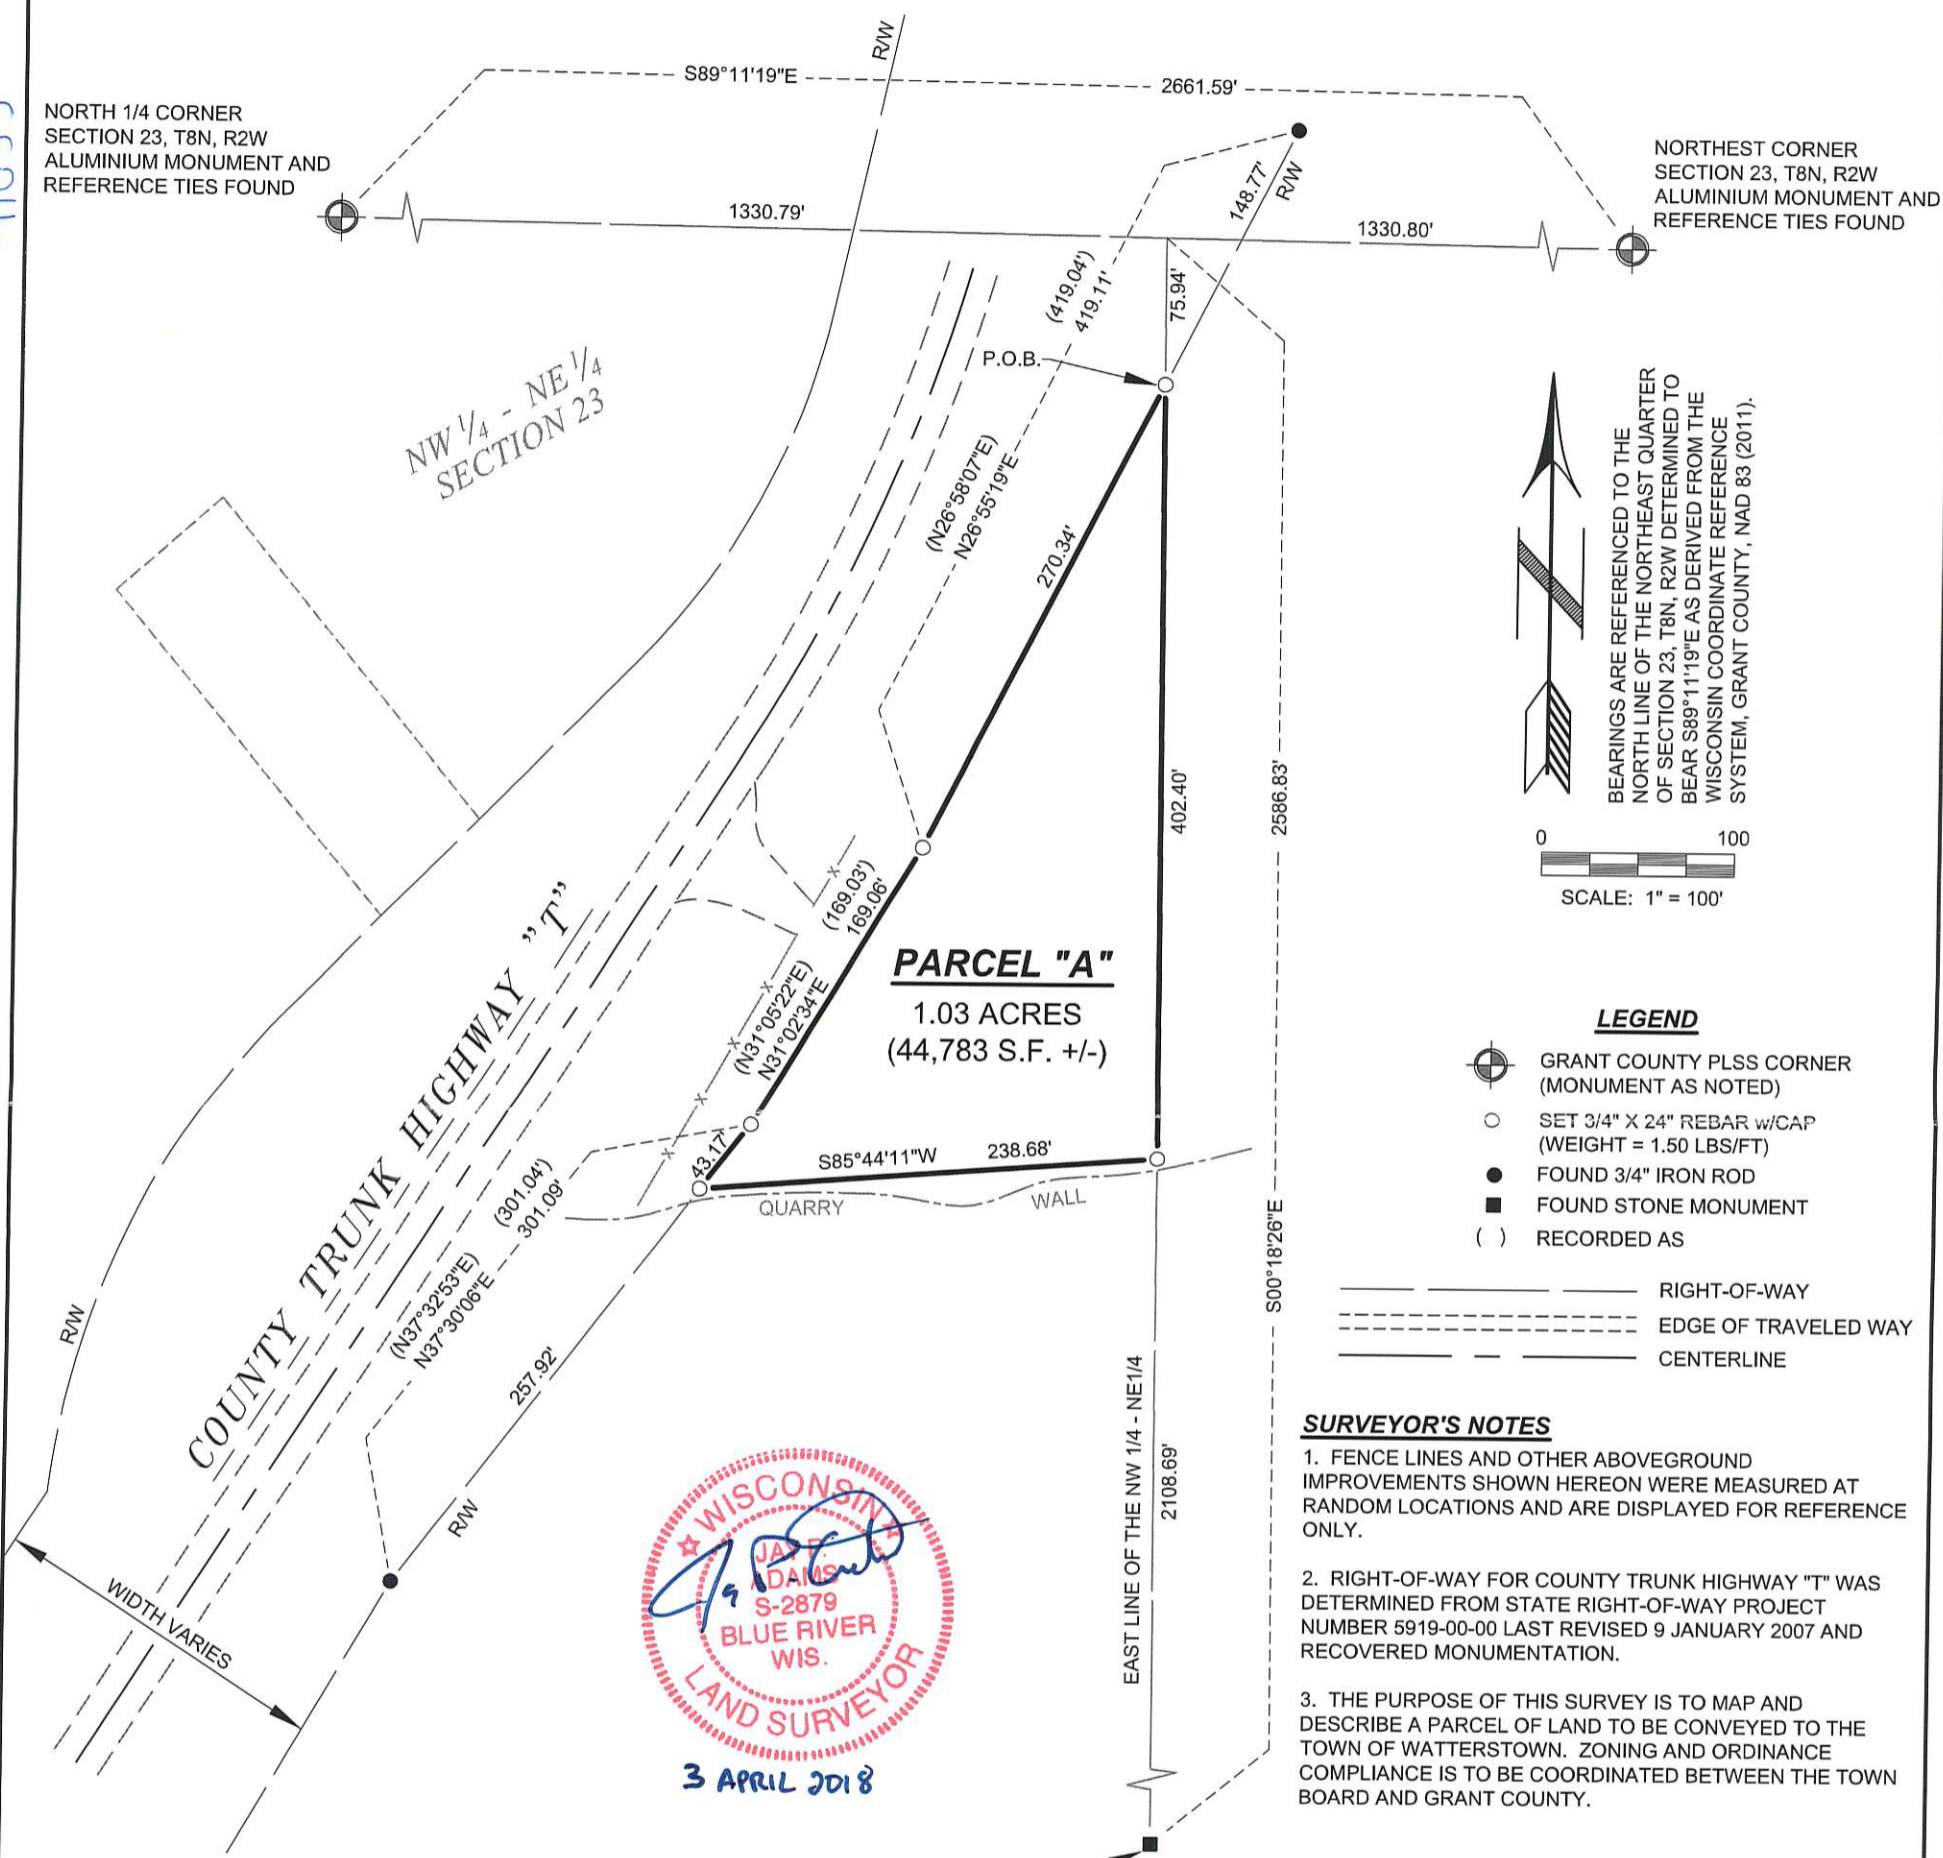 S89°11'19"E
2661.59'
R/W
NORTH 1/4 CORNER
SECTION 23, T8N, R2W
ALUMINIUM MONUMENT AND
REFERENCE TIES FOUND
NORTHEST CORNER
SECTION 23, T8N, R2W
ALUMINIUM MONUMENT AND
REFERENCE TIES FOUND
1330.79'
1330.80'
148.77'
R/W
75.94'
(419.04')
419.11'
P.O.B.
NW 1/4 - NE 1/4
SECTION 23
(N26°58'07"E)
N26°55'19"E
270.34'
402.40'
2586.83'
S00°18'26"E
BEARINGS ARE REFERENCED TO THE
NORTH LINE OF THE NORTHEAST QUARTER
OF SECTION 23, T8N, R2W DETERMINED TO
BEAR S89°11'19"E AS DERIVED FROM THE
WISCONSIN COORDINATE REFERENCE
SYSTEM, GRANT COUNTY, NAD 83 (2011).
0 100
SCALE: 1" = 100'
X
(169.03')
169.06'
PARCEL "A"
1.03 ACRES
(44,783 S.F. +/-)
X
(N31°05'22"E)
N31°02'34"E
X
X
X
43.17'
S85°44'11"W 238.68'
QUARRY WALL
COUNTY TRUNK HIGHWAY "T"
(301.04')
301.09'
(N37°32'53"E)
N37°30'06"E
257.92'
R/W
R/W
WIDTH VARIES
EAST LINE OF THE NW 1/4 - NE1/4
2108.69'
LEGEND
GRANT COUNTY PLSS CORNER
(MONUMENT AS NOTED)
SET 3/4" X 24" REBAR w/CAP
(WEIGHT = 1.50 LBS/FT)
FOUND 3/4" IRON ROD
FOUND STONE MONUMENT
( ) RECORDED AS
RIGHT-OF-WAY
EDGE OF TRAVELED WAY
CENTERLINE
SURVEYOR'S NOTES
1. FENCE LINES AND OTHER ABOVEGROUND
IMPROVEMENTS SHOWN HEREON WERE MEASURED AT
RANDOM LOCATIONS AND ARE DISPLAYED FOR REFERENCE
ONLY.
2. RIGHT-OF-WAY FOR COUNTY TRUNK HIGHWAY "T" WAS
DETERMINED FROM STATE RIGHT-OF-WAY PROJECT
NUMBER 5919-00-00 LAST REVISED 9 JANUARY 2007 AND
RECOVERED MONUMENTATION.
3. THE PURPOSE OF THIS SURVEY IS TO MAP AND
DESCRIBE A PARCEL OF LAND TO BE CONVEYED TO THE
TOWN OF WATTERSTOWN. ZONING AND ORDINANCE
COMPLIANCE IS TO BE COORDINATED BETWEEN THE TOWN
BOARD AND GRANT COUNTY.
WISCONSIN
JAY P.
ADAMS
S-2879
BLUE RIVER
WIS.
LAND SURVEYOR
3 APRIL 2018